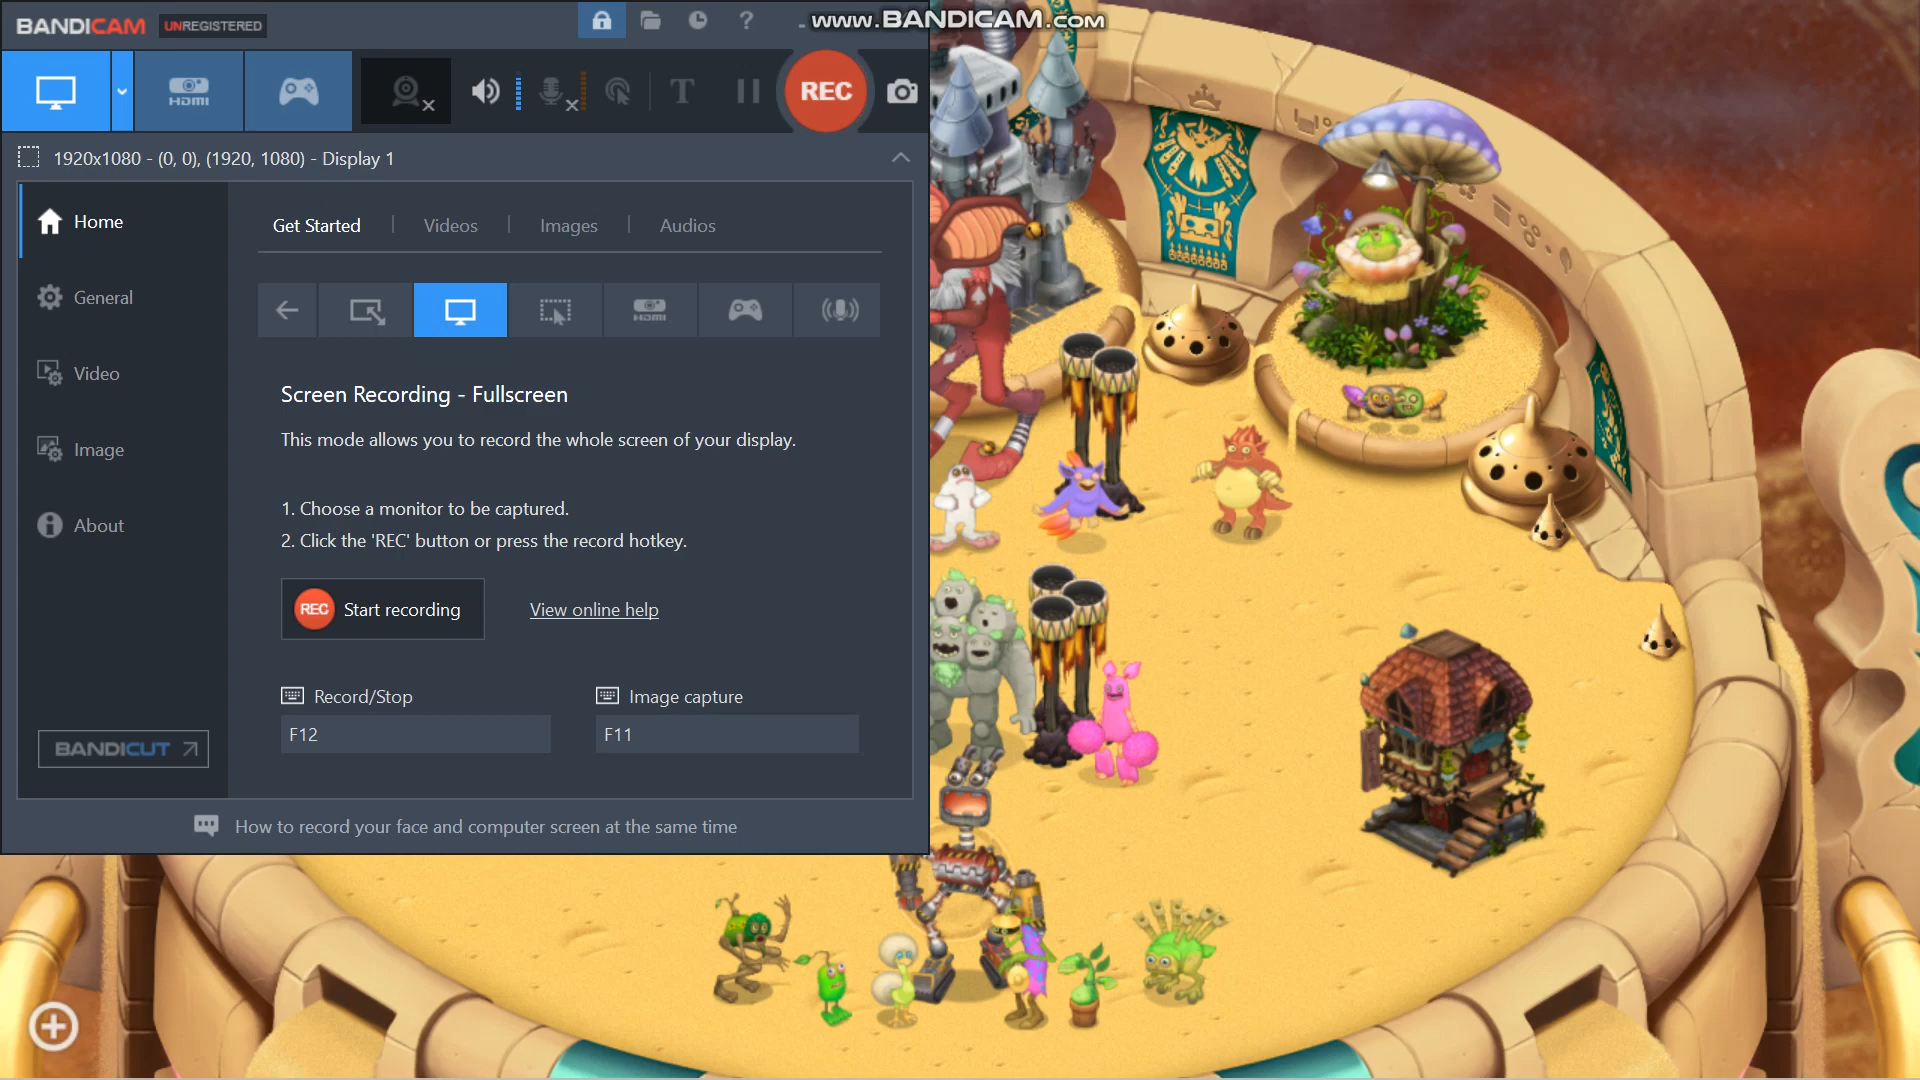 BANDICAM UNREGISTERED
www.BANDICAM.com
HDMI
T
REC
1920x1080 - (0, 0), (1920, 1080) - Display 1
Home
General
Video
Image
About
BANDICUT
Get Started
Videos
Images
Audios
HDMI
Screen Recording - Fullscreen
This mode allows you to record the whole screen of your display.
1. Choose a monitor to be captured.
2. Click the 'REC' button or press the record hotkey.
REC Start recording
View online help
Record/Stop
F12
Image capture
F11
How to record your face and computer screen at the same time